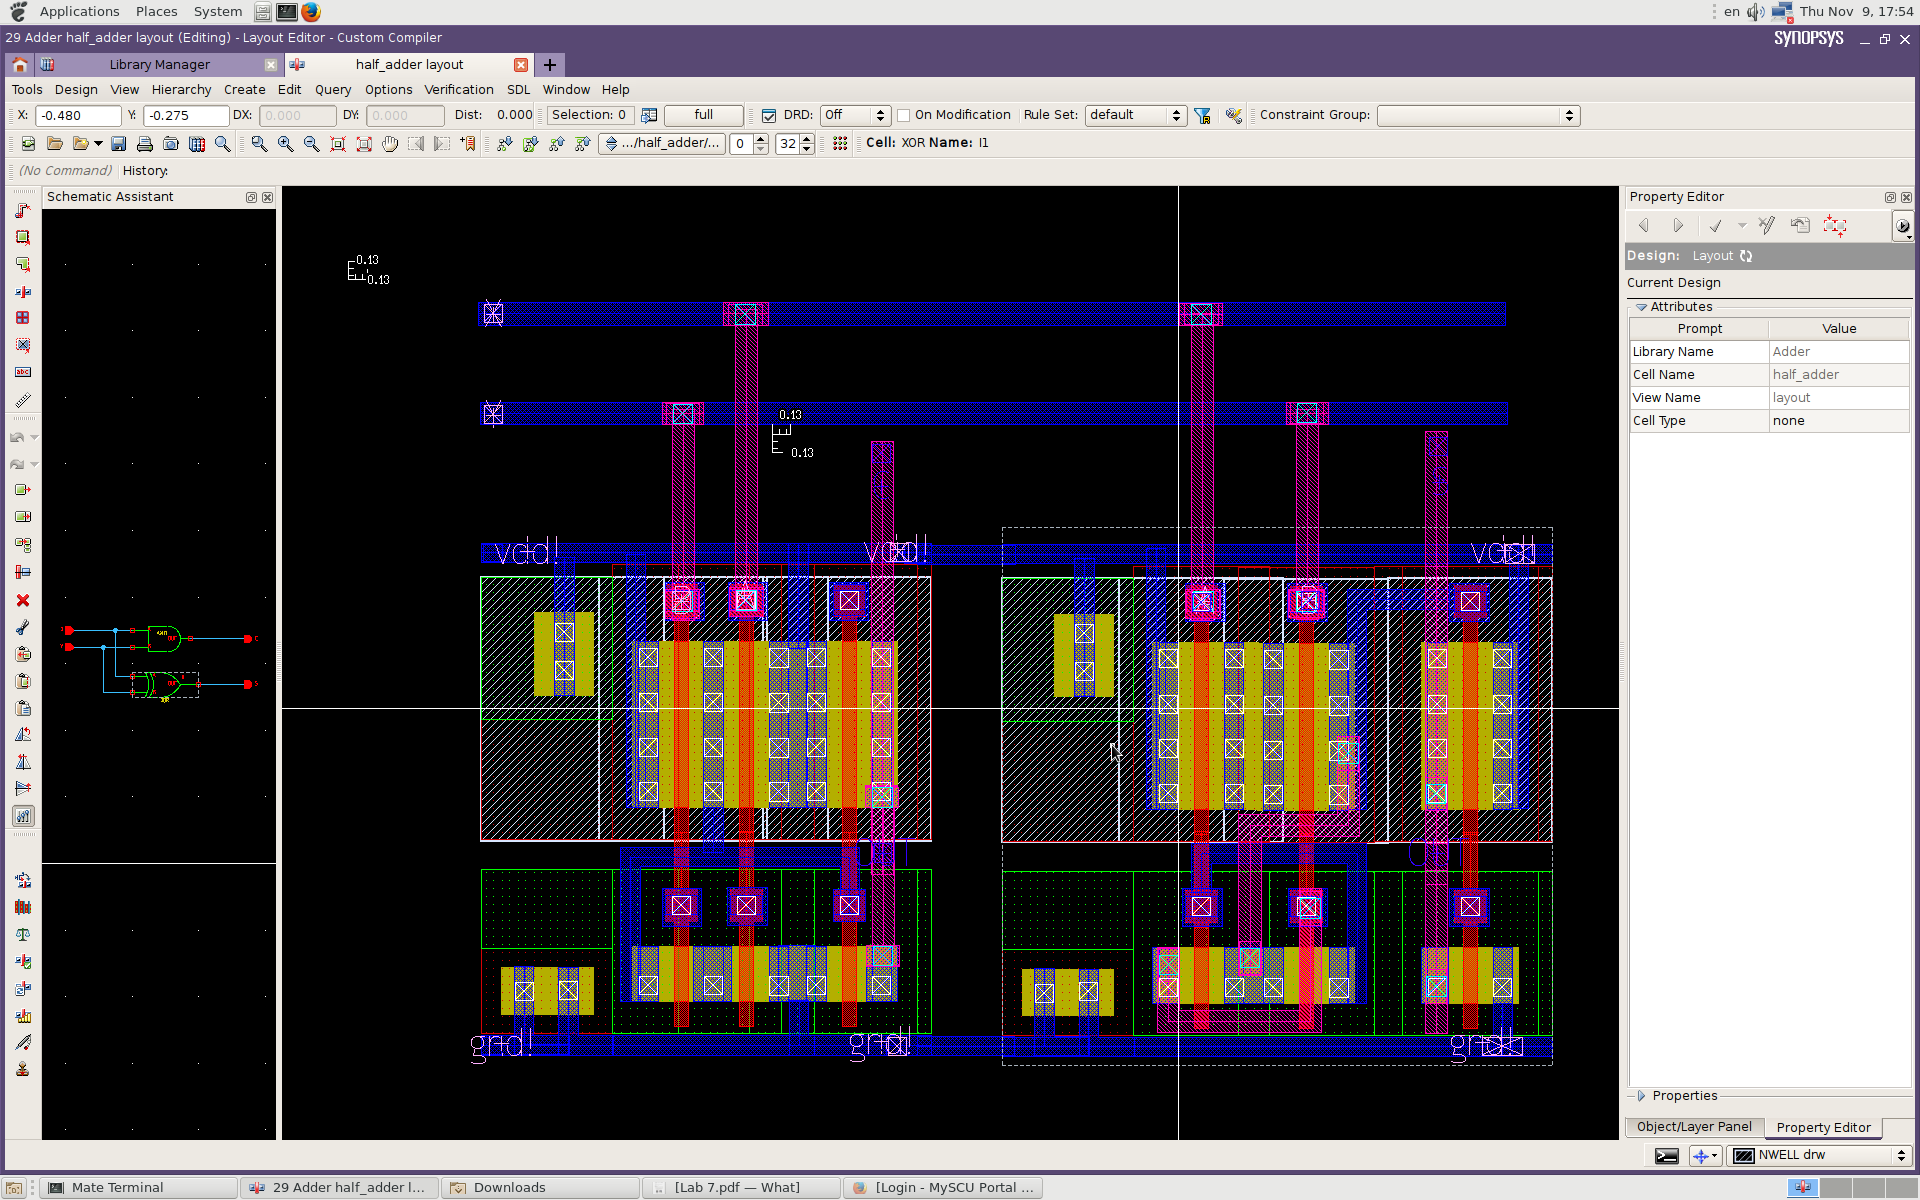 Applications Places System en Thu Nov 9, 17:54
29 Adder half_adder layout (Editing) - Layout Editor - Custom Compiler SYNOPSYS
Library Manager half_adder layout
Tools Design View Hierarchy Create Edit Query Options Verification SDL Window Help
X: -0.480 Y: -0.275 DX: 0.000 DY: 0.000 Dist: 0.000 Selection: 0 full DRD: Off On Modification Rule Set: default Constraint Group:
.../half_adder/... 0 32 Cell: XOR Name: I1
(No Command) History:
Schematic Assistant
Property Editor
Design: Layout
Current Design
Attributes
Prompt Value
Library Name Adder
Cell Name half_adder
View Name layout
Cell Type none
0.13
0.13
0.13
0.13
vdd! vdd! vdd!
gnd! gnd!
Properties
Object/Layer Panel Property Editor
NWELL drw
Mate Terminal 29 Adder half_adder l... Downloads [Lab 7.pdf — What] [Login - MySCU Portal ...